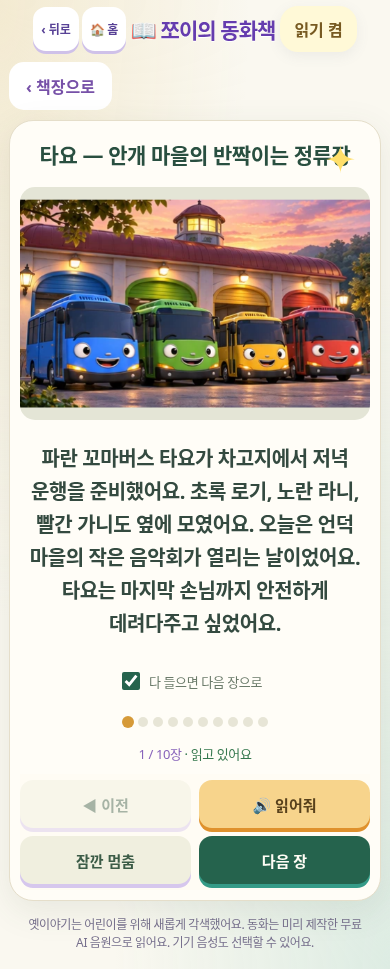 ‹ 뒤로 🏠 홈 📖 쪼이의 동화책 읽기 켬
‹ 책장으로
타요 — 안개 마을의 반짝이는 정류장
파란 꼬마버스 타요가 차고지에서 저녁
운행을 준비했어요. 초록 로기, 노란 라니,
빨간 가니도 옆에 모였어요. 오늘은 언덕
마을의 작은 음악회가 열리는 날이었어요.
타요는 마지막 손님까지 안전하게
데려다주고 싶었어요.
다 들으면 다음 장으로
1 / 10장 · 읽고 있어요
◀ 이전 🔊 읽어줘
잠깐 멈춤 다음 장
옛이야기는 어린이를 위해 새롭게 각색했어요. 동화는 미리 제작한 무료
AI 음원으로 읽어요. 기기 음성도 선택할 수 있어요.